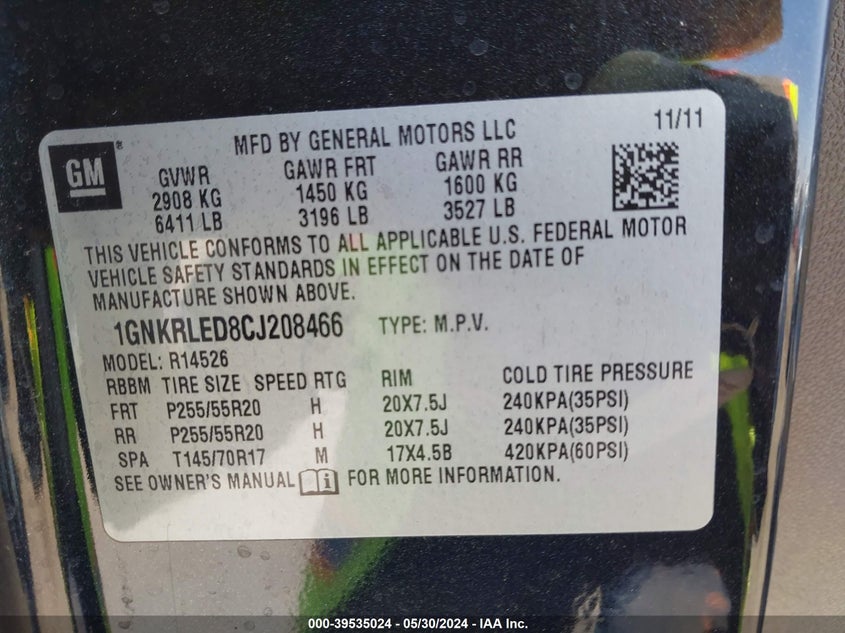 MFD BY GENERAL MOTORS LLC 11/11
GM
GVWR GAWR FRT GAWR RR
2908 KG 1450 KG 1600 KG
6411 LB 3196 LB 3527 LB
THIS VEHICLE CONFORMS TO ALL APPLICABLE U.S. FEDERAL MOTOR
VEHICLE SAFETY STANDARDS IN EFFECT ON THE DATE OF
MANUFACTURE SHOWN ABOVE.
1GNKRLED8CJ208466 TYPE: M.P.V.
MODEL: R14526
RBBM TIRE SIZE SPEED RTG RIM COLD TIRE PRESSURE
FRT P255/55R20 H 20X7.5J 240KPA(35PSI)
RR P255/55R20 H 20X7.5J 240KPA(35PSI)
SPA T145/70R17 M 17X4.5B 420KPA(60PSI)
SEE OWNER'S MANUAL i FOR MORE INFORMATION.
000-39535024 - 05/30/2024 - IAA Inc.